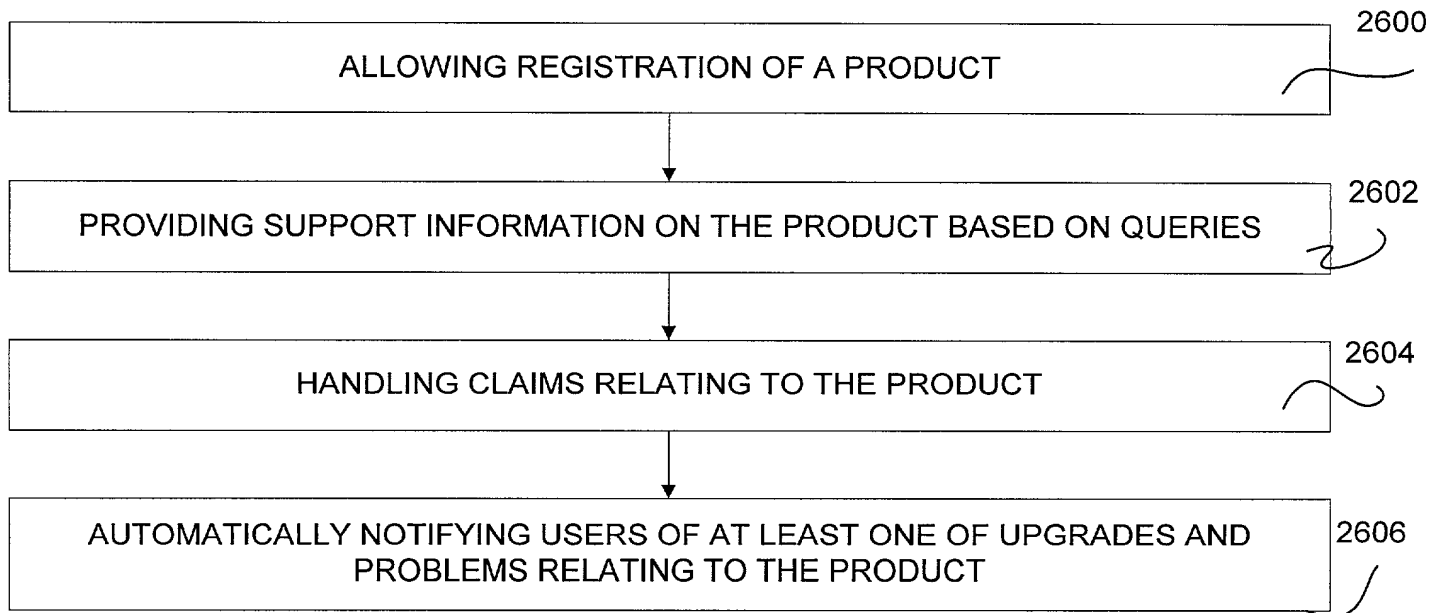 2600
ALLOWING REGISTRATION OF A PRODUCT
2602
PROVIDING SUPPORT INFORMATION ON THE PRODUCT BASED ON QUERIES
2604
HANDLING CLAIMS RELATING TO THE PRODUCT
2606
AUTOMATICALLY NOTIFYING USERS OF AT LEAST ONE OF UPGRADES AND
PROBLEMS RELATING TO THE PRODUCT